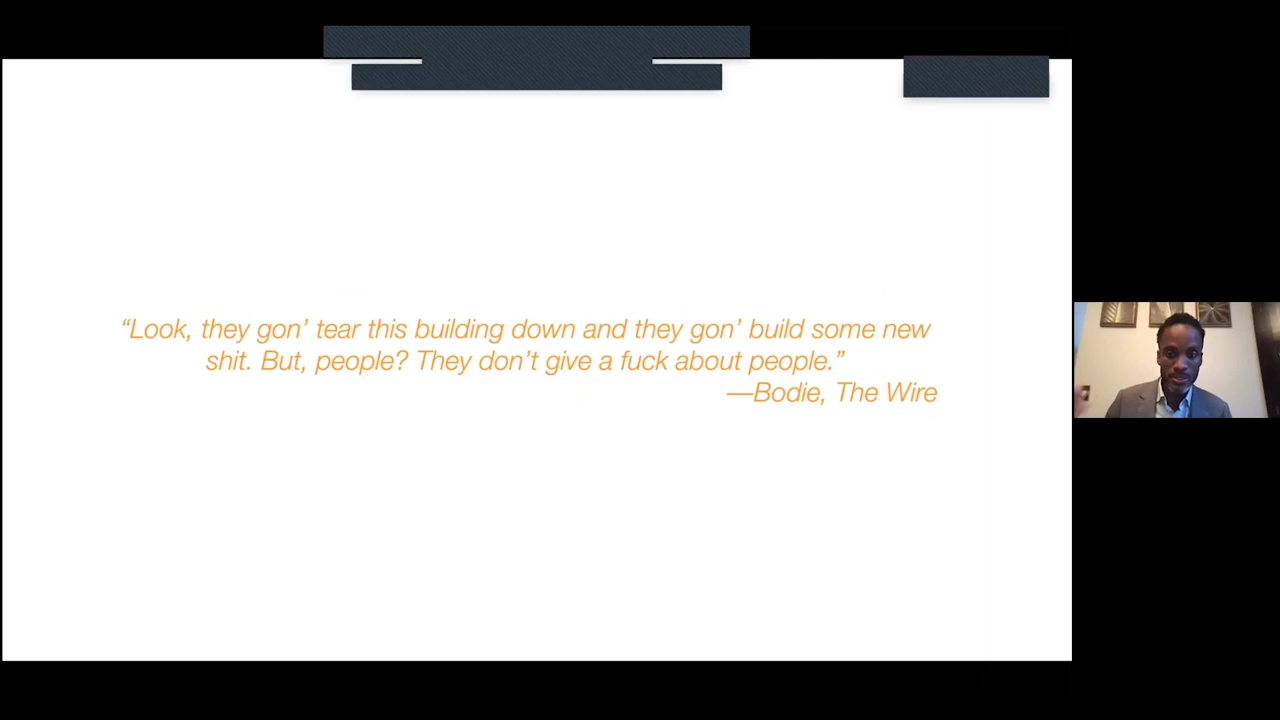 “Look, they gon’ tear this building down and they gon’ build some new
shit. But, people? They don’t give a fuck about people.”
—Bodie, The Wire